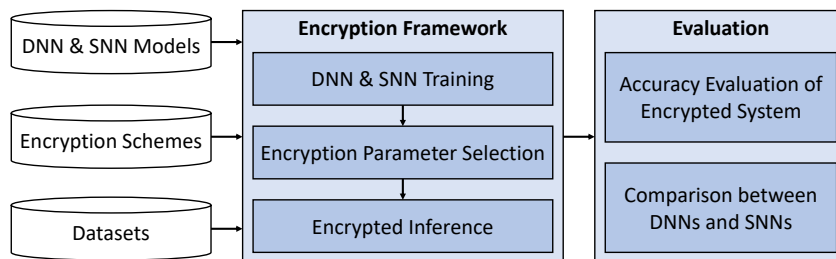 DNN & SNN Models
Encryption Schemes
Datasets
Encryption Framework
DNN & SNN Training
Encryption Parameter Selection
Encrypted Inference
Evaluation
Accuracy Evaluation of
Encrypted System
Comparison between
DNNs and SNNs